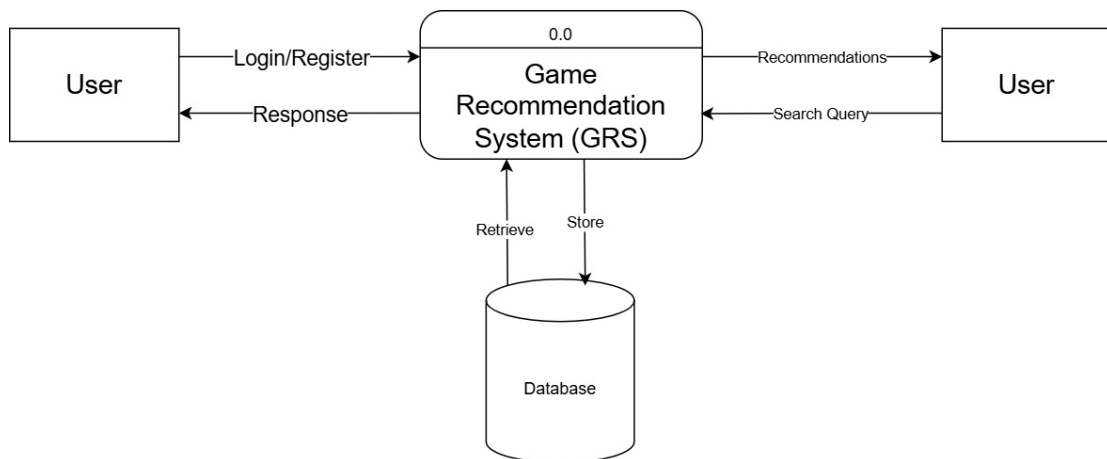 0.0
User
Login/Register
Response
Game
Recommendation
System (GRS)
Recommendations
Search Query
User
Retrieve
Store
Database